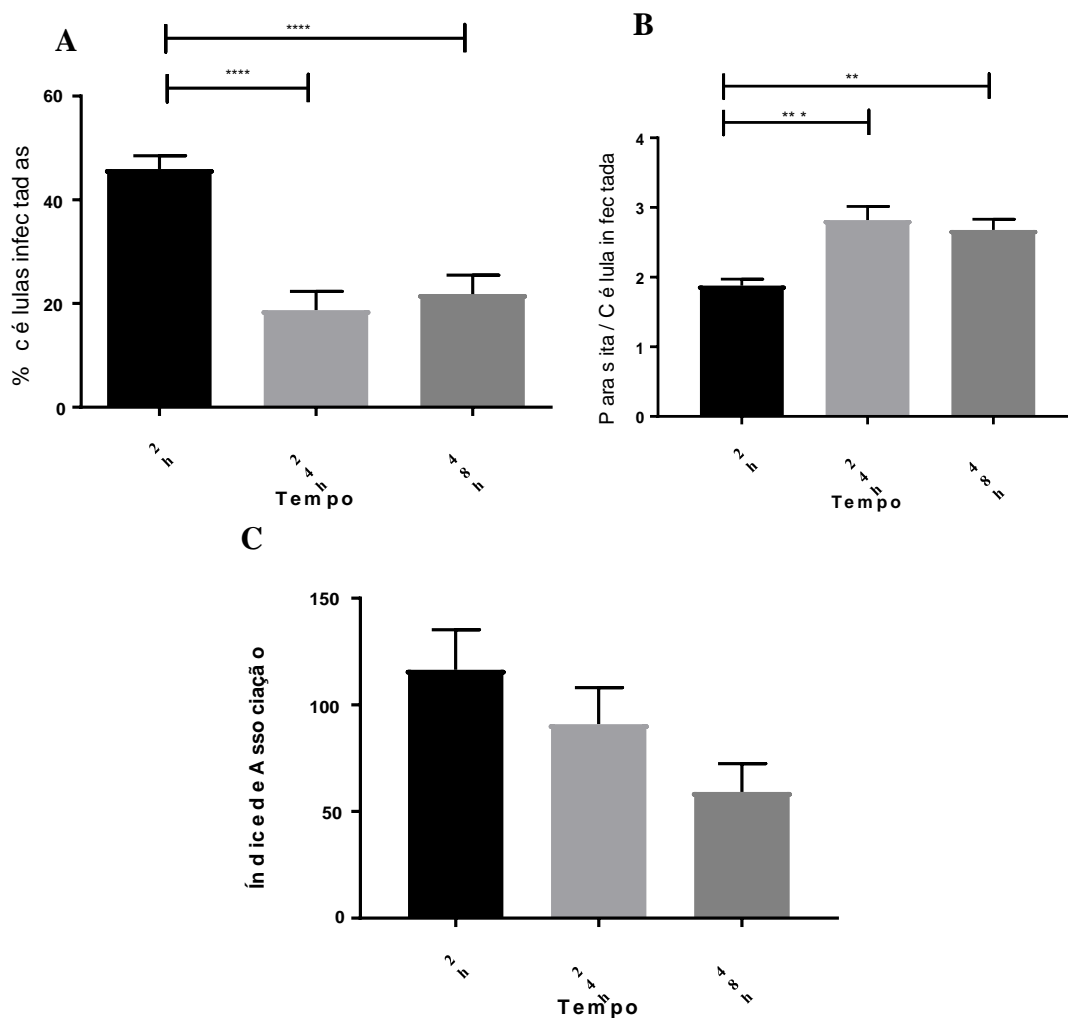 A
****
****
% células infectadas
60
40
20
0
2h
24h
48h
Tempo
B
**
***
Parasita / Célula infectada
4
3
2
1
0
2h
24h
48h
Tempo
C
Índice de Associação
150
100
50
0
2h
24h
48h
Tempo